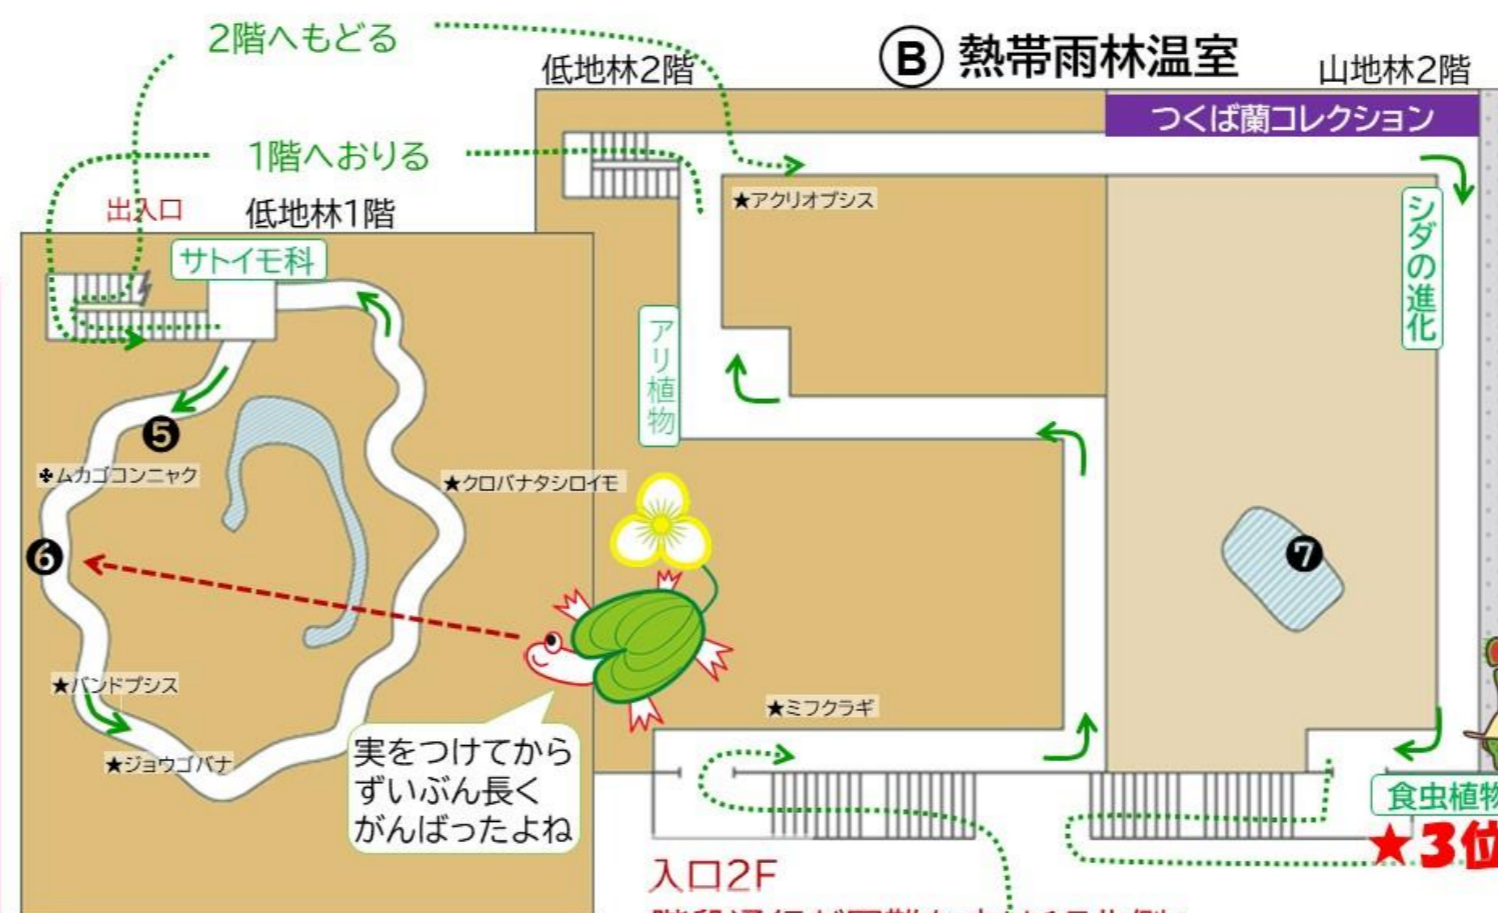 2階へもどる
低地林2階
Ⓑ 熱帯雨林温室
山地林2階
つくば蘭コレクション
1階へおりる
出入口
低地林1階
サトイモ科
★アクリオプシス
シダの進化
アリ植物
❺
✤ムカゴコンニャク
★クロバナタシロイモ
❻
❼
★バンドプシス
★ジョウゴバナ
★ミフクラギ
実をつけてから
ずいぶん長く
がんばったよね
食虫植物
★3位
入口2F